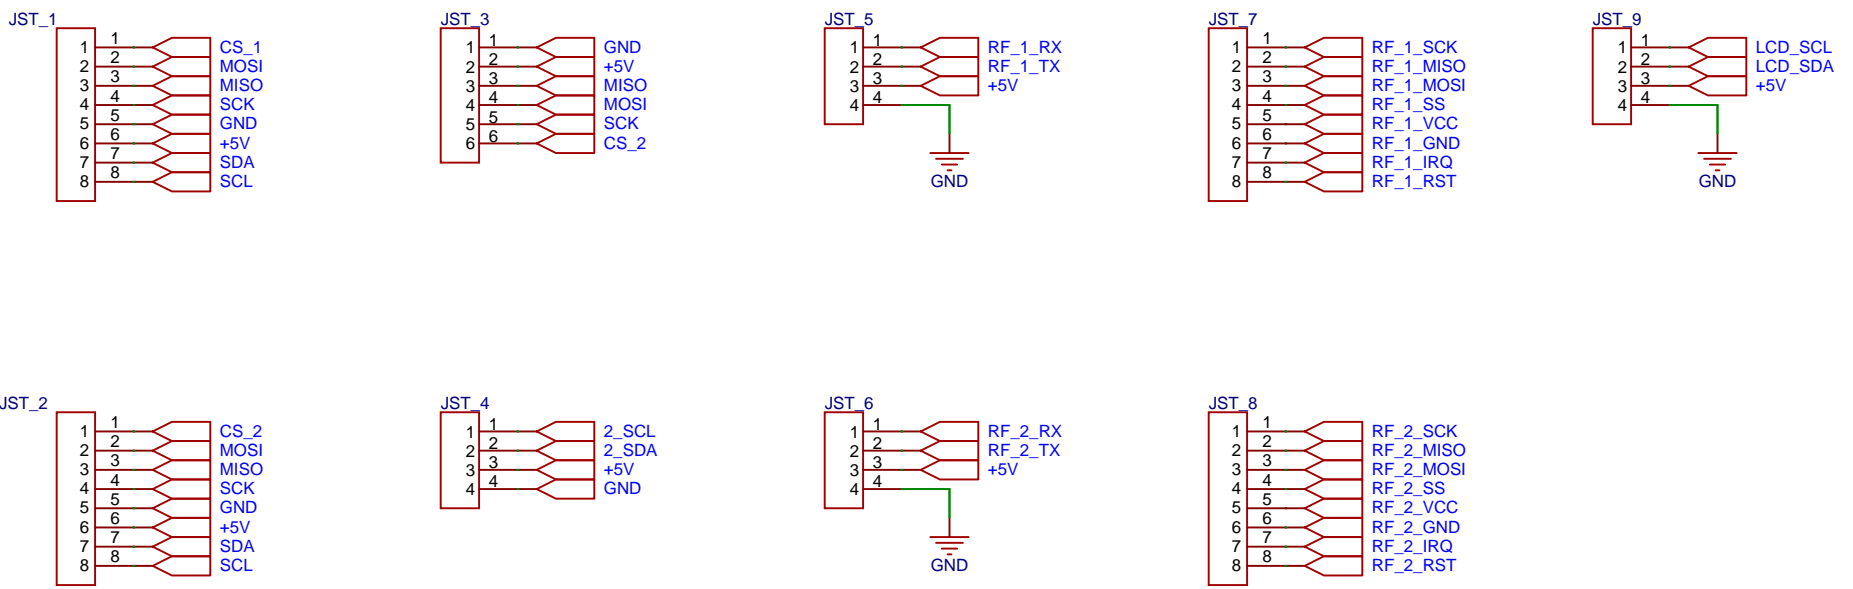 JST_1
1 1 CS_1
2 2 MOSI
3 3 MISO
4 4 SCK
5 5 GND
6 6 +5V
7 7 SDA
8 8 SCL
JST_3
1 1 GND
2 2 +5V
3 3 MISO
4 4 MOSI
5 5 SCK
6 6 CS_2
JST_5
1 1 RF_1_RX
2 2 RF_1_TX
3 3 +5V
4 4
GND
JST_7
1 1 RF_1_SCK
2 2 RF_1_MISO
3 3 RF_1_MOSI
4 4 RF_1_SS
5 5 RF_1_VCC
6 6 RF_1_GND
7 7 RF_1_IRQ
8 8 RF_1_RST
JST_9
1 1 LCD_SCL
2 2 LCD_SDA
3 3 +5V
4 4
GND
JST_2
1 1 CS_2
2 2 MOSI
3 3 MISO
4 4 SCK
5 5 GND
6 6 +5V
7 7 SDA
8 8 SCL
JST_4
1 1 2_SCL
2 2 2_SDA
3 3 +5V
4 4 GND
JST_6
1 1 RF_2_RX
2 2 RF_2_TX
3 3 +5V
4 4
GND
JST_8
1 1 RF_2_SCK
2 2 RF_2_MISO
3 3 RF_2_MOSI
4 4 RF_2_SS
5 5 RF_2_VCC
6 6 RF_2_GND
7 7 RF_2_IRQ
8 8 RF_2_RST